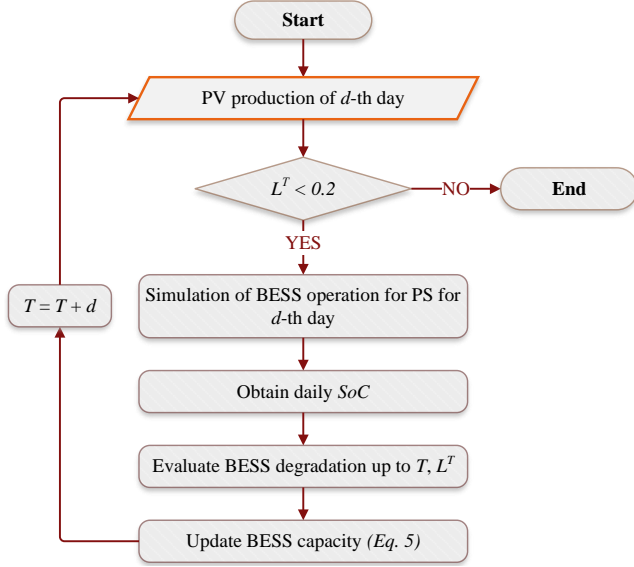 Start
PV production of d-th day
L^T < 0.2
NO
End
YES
Simulation of BESS operation for PS for
d-th day
T = T + d
Obtain daily SoC
Evaluate BESS degradation up to T, L^T
Update BESS capacity (Eq. 5)